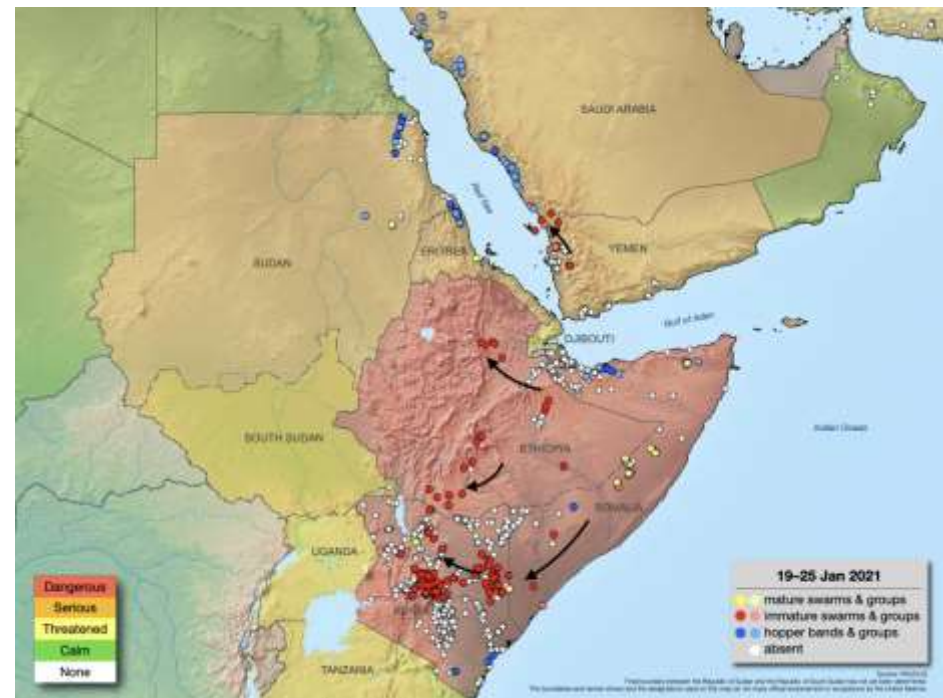 SAUDI ARABIA
Red Sea
SUDAN
ERITREA
YEMEN
Gulf of Aden
DJIBOUTI
SOUTH SUDAN
ETHIOPIA
Indian Ocean
SOMALIA
UGANDA
TANZANIA
Dangerous
Serious
Threatened
Calm
None
19–25 Jan 2021
mature swarms & groups
immature swarms & groups
hopper bands & groups
absent